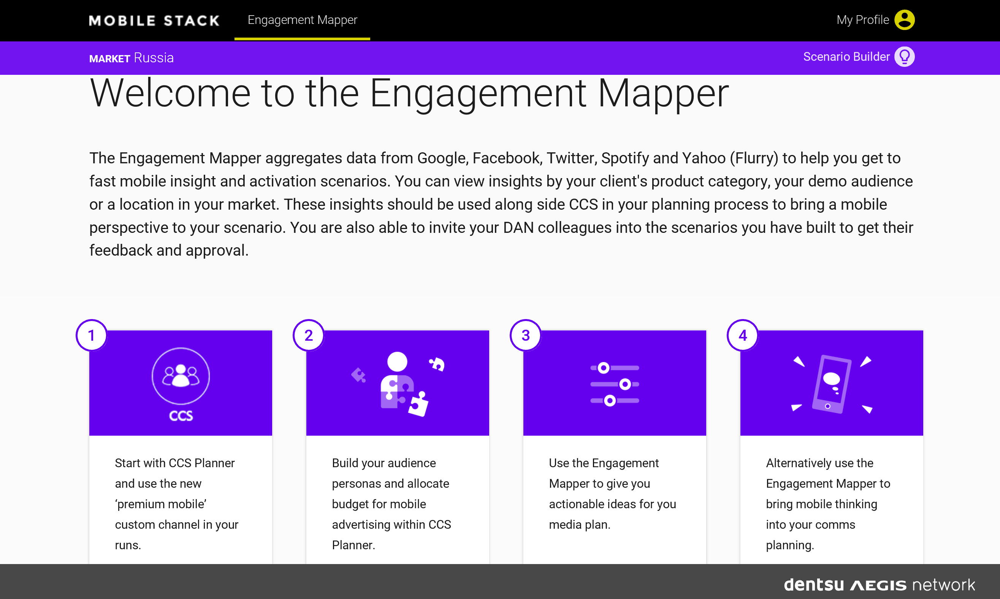 MOBILE STACK
Engagement Mapper
My Profile
MARKET Russia
Scenario Builder
Welcome to the Engagement Mapper
The Engagement Mapper aggregates data from Google, Facebook, Twitter, Spotify and Yahoo (Flurry) to help you get to
fast mobile insight and activation scenarios. You can view insights by your client's product category, your demo audience
or a location in your market. These insights should be used along side CCS in your planning process to bring a mobile
perspective to your scenario. You are also able to invite your DAN colleagues into the scenarios you have built to get their
feedback and approval.
1
CCS
Start with CCS Planner
and use the new
‘premium mobile’
custom channel in your
runs.
2
Build your audience
personas and allocate
budget for mobile
advertising within CCS
Planner.
3
Use the Engagement
Mapper to give you
actionable ideas for you
media plan.
4
Alternatively use the
Engagement Mapper to
bring mobile thinking
into your comms
planning.
dentsu AEGIS network